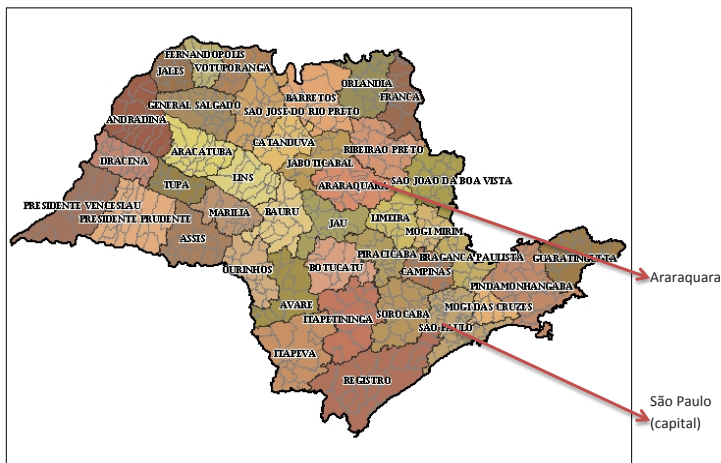 FERNANDOPOLIS
JALES
VOTUPORANGA
ORLANDIA
GENERAL SALGADO
BARRETOS
FRANCA
SAO JOSE DO RIO PRETO
ANDRADINA
CATANDUVA
RIBEIRAO PRETO
ARACATUBA
DRACENA
JABOTICABAL
LINS
SAO JOAO DA BOA VISTA
TUPA
ARARAQUARA
PRESIDENTE VENCESLAU
MARILIA
BAURU
LIMEIRA
PRESIDENTE PRUDENTE
JAU
MOGI MIRIM
ASSIS
PIRACICABA
BRAGANCA PAULISTA
GUARATINGUETA
OURINHOS
BOTUCATU
CAMPINAS
Araraquara
PINDAMONHANGABA
AVARE
MOGI DAS CRUZES
SOROCABA
ITAPETININGA
SAO PAULO
ITAPEVA
REGISTRO
São Paulo
(capital)